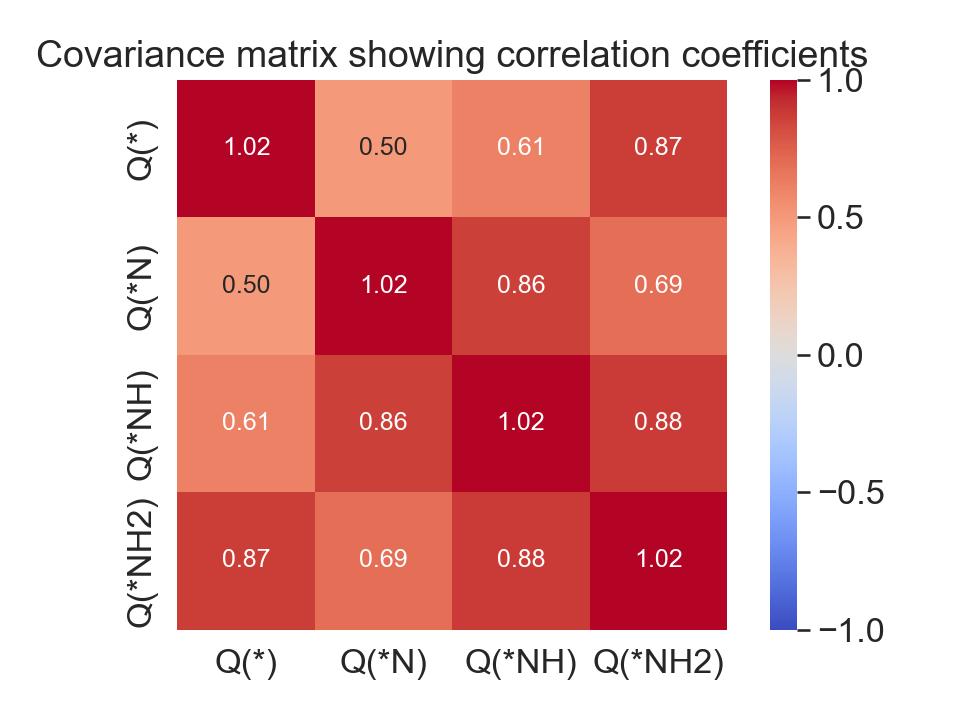 Covariance matrix showing correlation coefficients
Q(*) 1.02 0.50 0.61 0.87
Q(*N) 0.50 1.02 0.86 0.69
Q(*NH) 0.61 0.86 1.02 0.88
Q(*NH2) 0.87 0.69 0.88 1.02
Q(*) Q(*N) Q(*NH) Q(*NH2)
1.0
0.5
0.0
−0.5
−1.0